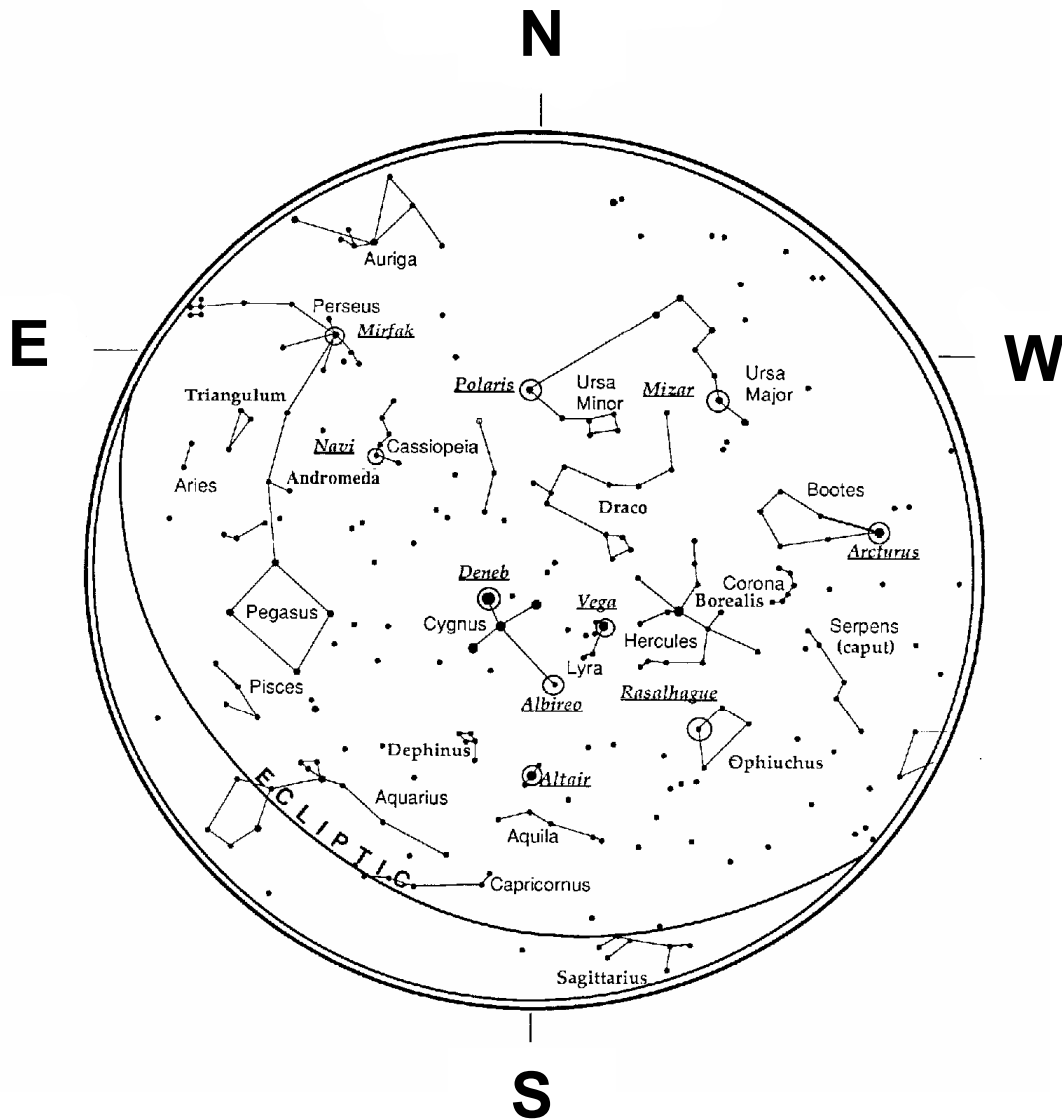 N
Auriga
Perseus
Mirfak
E
W
Triangulum
Polaris
Ursa
Minor
Mizar
Ursa
Major
Navi
Cassiopeia
Aries
Andromeda
Draco
Bootes
Arcturus
Deneb
Vega
Corona
Borealis
Pegasus
Cygnus
Hercules
Serpens
(caput)
Lyra
Pisces
Albireo
Rasalhague
Dephinus
Ophiuchus
Altair
Aquarius
ECLIPTIC
Aquila
Capricornus
Sagittarius
S